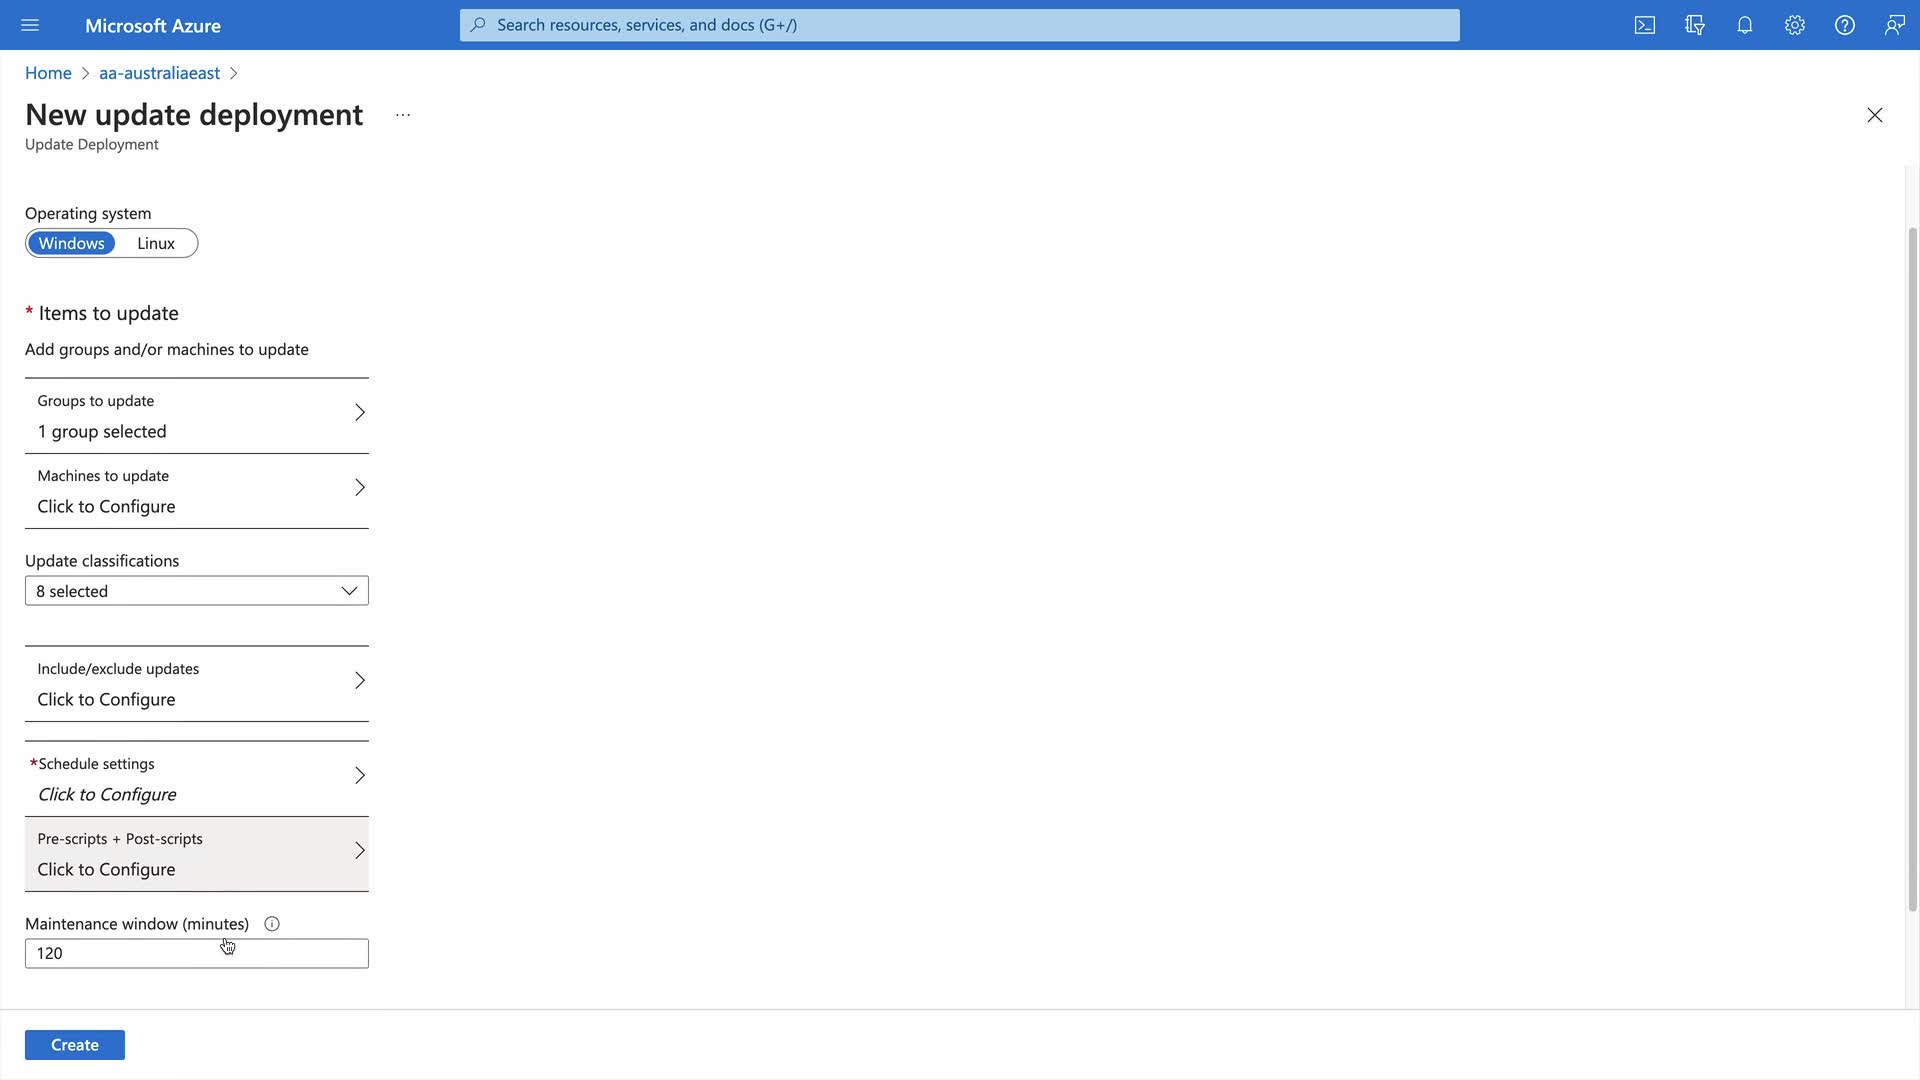 Microsoft Azure
Search resources, services, and docs (G+/)
Home > aa-australiaeast >
New update deployment ...
Update Deployment
Operating system
Windows Linux
* Items to update
Add groups and/or machines to update
Groups to update
1 group selected
Machines to update
Click to Configure
Update classifications
8 selected
Include/exclude updates
Click to Configure
*Schedule settings
Click to Configure
Pre-scripts + Post-scripts
Click to Configure
Maintenance window (minutes)
120
Create